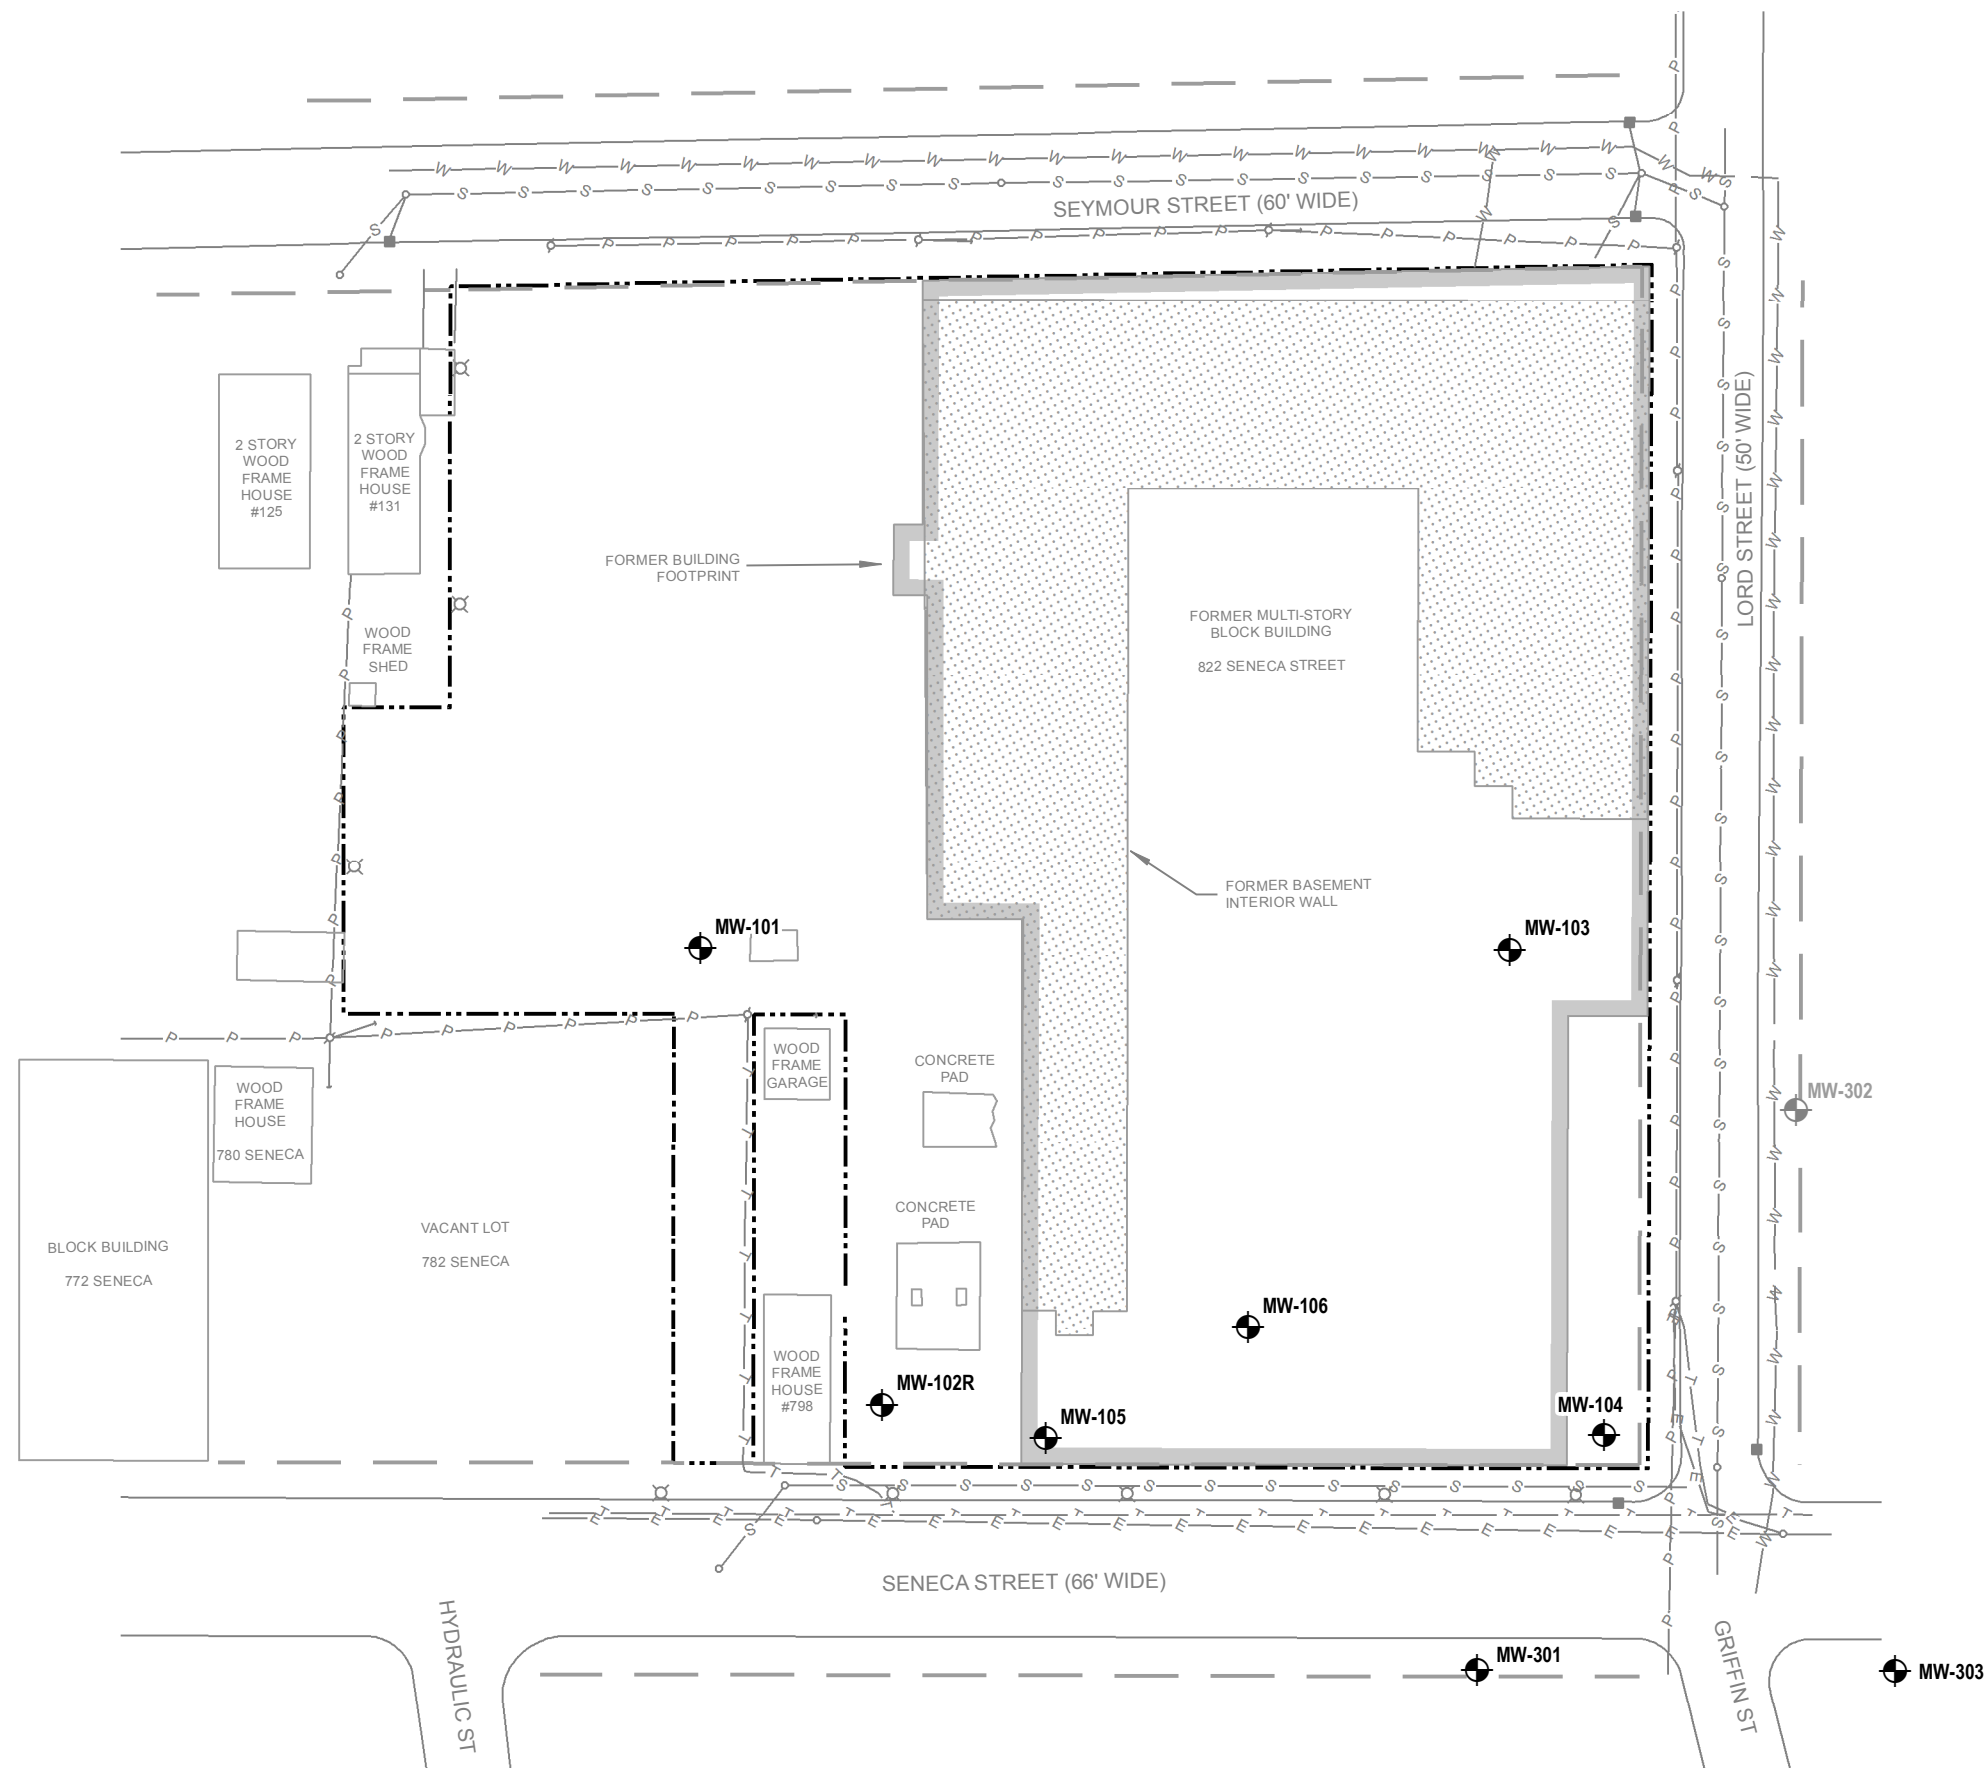 SEYMOUR STREET (60' WIDE)
LORD STREET (50' WIDE)
2 STORY
WOOD
FRAME
HOUSE
#125
2 STORY
WOOD
FRAME
HOUSE
#131
FORMER BUILDING
FOOTPRINT
WOOD
FRAME
SHED
FORMER MULTI-STORY
BLOCK BUILDING
822 SENECA STREET
FORMER BASEMENT
INTERIOR WALL
MW-101
MW-103
WOOD
FRAME
GARAGE
CONCRETE
PAD
MW-302
WOOD
FRAME
HOUSE
780 SENECA
CONCRETE
PAD
VACANT LOT
782 SENECA
BLOCK BUILDING
772 SENECA
MW-106
WOOD
FRAME
HOUSE
#798
MW-102R
MW-105
MW-104
SENECA STREET (66' WIDE)
HYDRAULIC ST
GRIFFIN ST
MW-301
MW-303